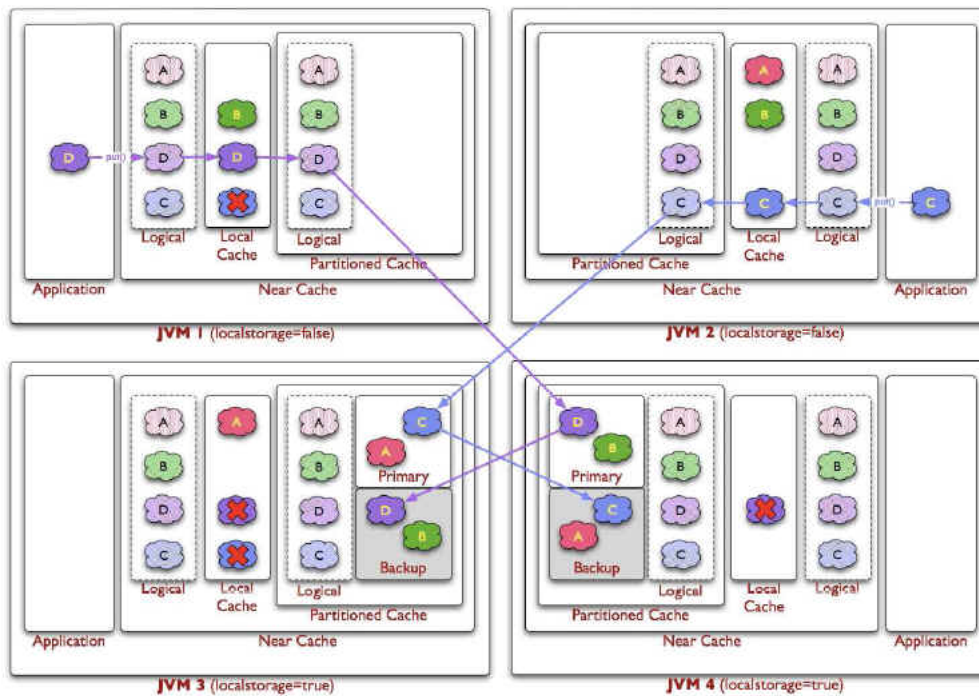 A A A
B B B
D put() D D D
C C
Logical Local Cache Logical
Partitioned Cache
Application Near Cache
JVM 1 (localstorage=false)
A A A
B B B
D D
C C C put() C
Logical Local Cache Logical
Partitioned Cache
Near Cache Application
JVM 2 (localstorage=false)
A A A C
B B A
Primary
D D D
C C B
Backup
Logical Local Cache Logical
Partitioned Cache
Application Near Cache
JVM 3 (localstorage=true)
D A A
B B B
Primary
C D D
A C C
Backup
Logical Local Cache Logical
Partitioned Cache
Near Cache Application
JVM 4 (localstorage=true)